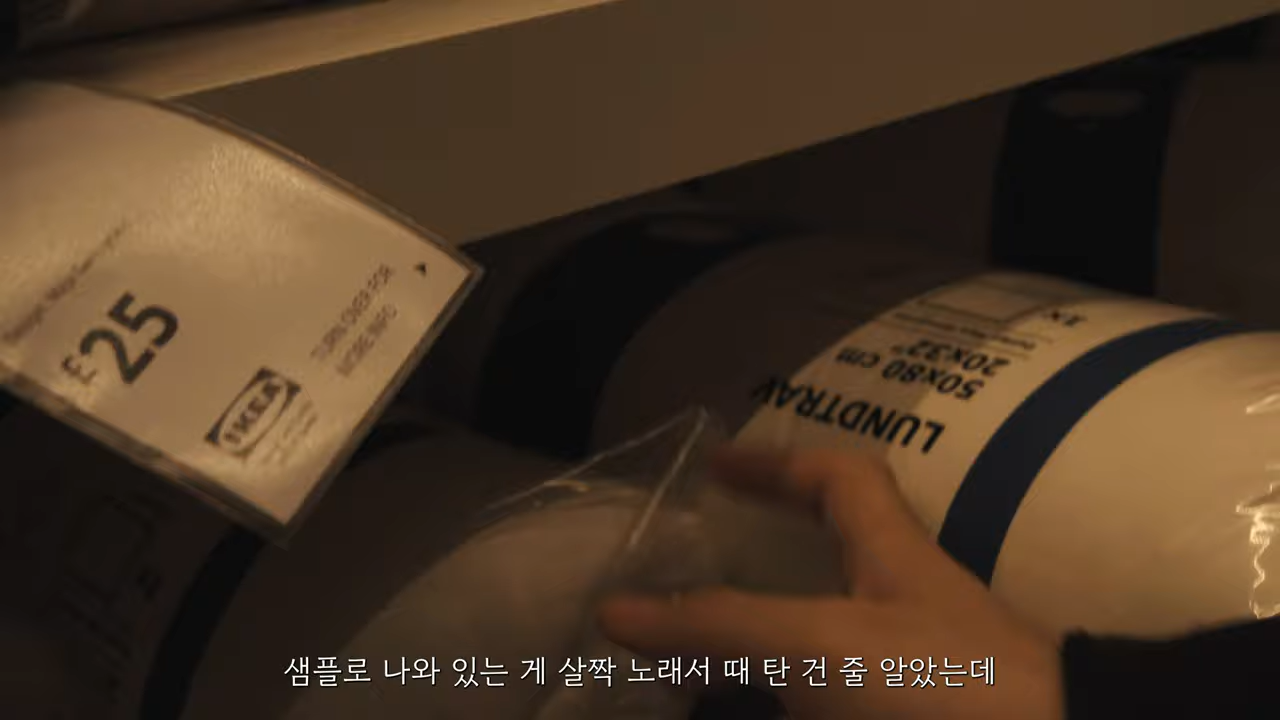 £25
IKEA
TURN OVER FOR
MORE INFO
LUNDTRAV
50x80 cm
20x32"
1x
샘플로 나와 있는 게 살짝 노래서 때 탄 건 줄 알았는데